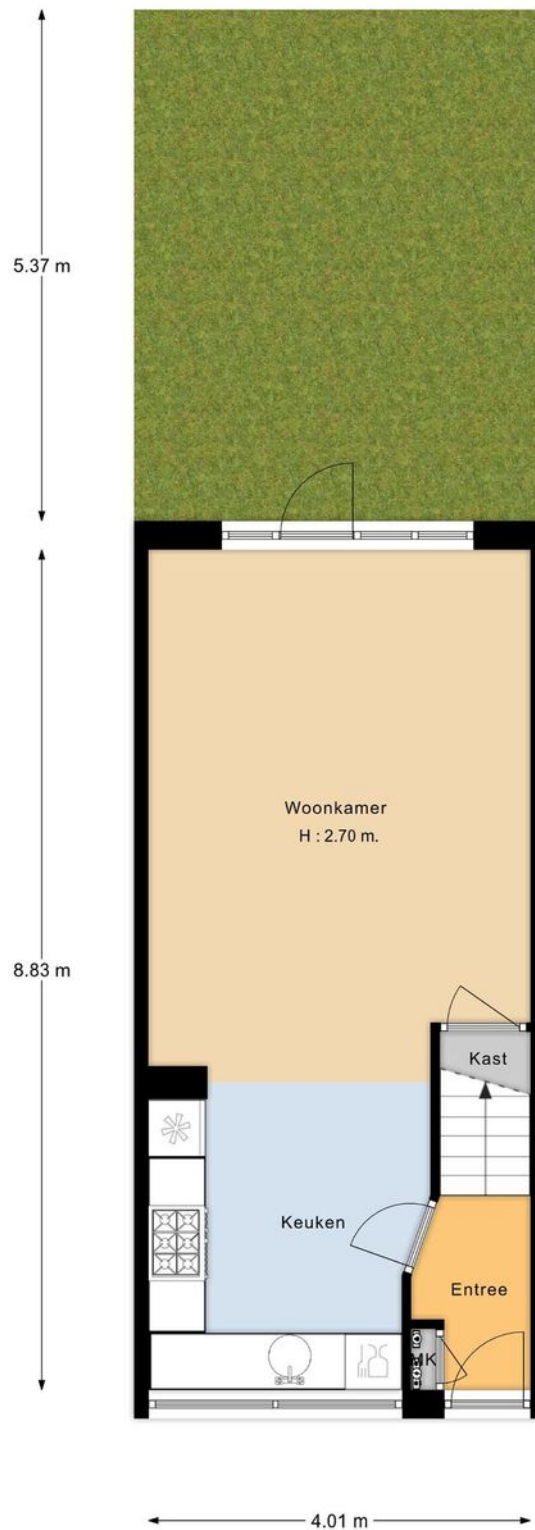 5.37 m
Woonkamer
H : 2.70 m.
8.83 m
Kast
Keuken
Entree
MK
4.01 m